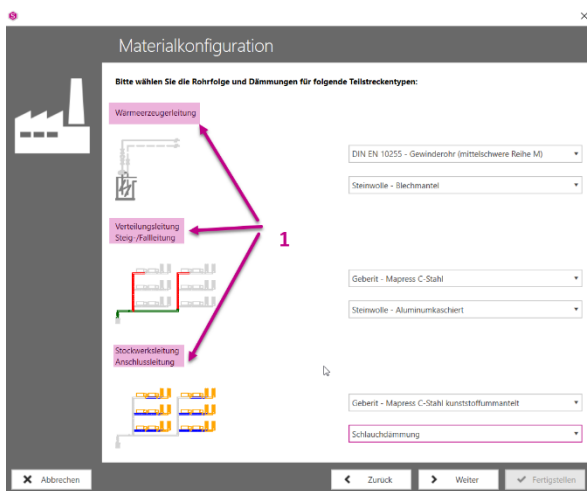 Materialkonfiguration
Bitte wählen Sie die Rohrfolge und Dämmungen für folgende Teilstreckentypen:
Wärmeerzeugerleitung
DIN EN 10255 - Gewinderohr (mittelschwere Reihe M)
Steinwolle - Blechmantel
Verteilungsleitung
Steig-/Fallleitung
1
Geberit - Mapress C-Stahl
Steinwolle - Aluminumkaschiert
Stockwerksleitung
Anschlussleitung
Geberit - Mapress C-Stahl kunststoffummantelt
Schlauchdämmung
Abbrechen
Zurück
Weiter
Fertigstellen